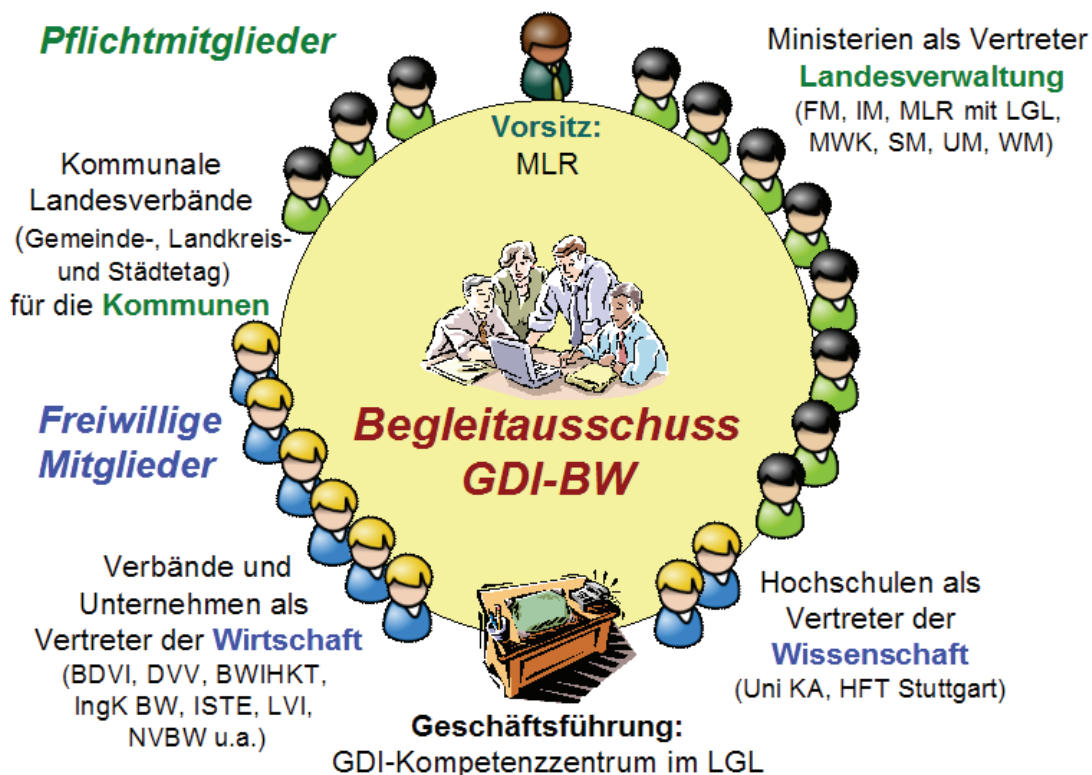 Pflichtmitglieder
Ministerien als Vertreter
Landesverwaltung
(FM, IM, MLR mit LGL,
MWK, SM, UM, WM)
Vorsitz:
MLR
Kommunale
Landesverbände
(Gemeinde-, Landkreis-
und Städtetag)
für die Kommunen
Freiwillige
Mitglieder
Begleitausschuss
GDI-BW
Verbände und
Unternehmen als
Vertreter der Wirtschaft
(BDVI, DVV, BWIHKT,
IngK BW, ISTE, LVI,
NVBW u.a.)
Hochschulen als
Vertreter der
Wissenschaft
(Uni KA, HFT Stuttgart)
Geschäftsführung:
GDI-Kompetenzzentrum im LGL